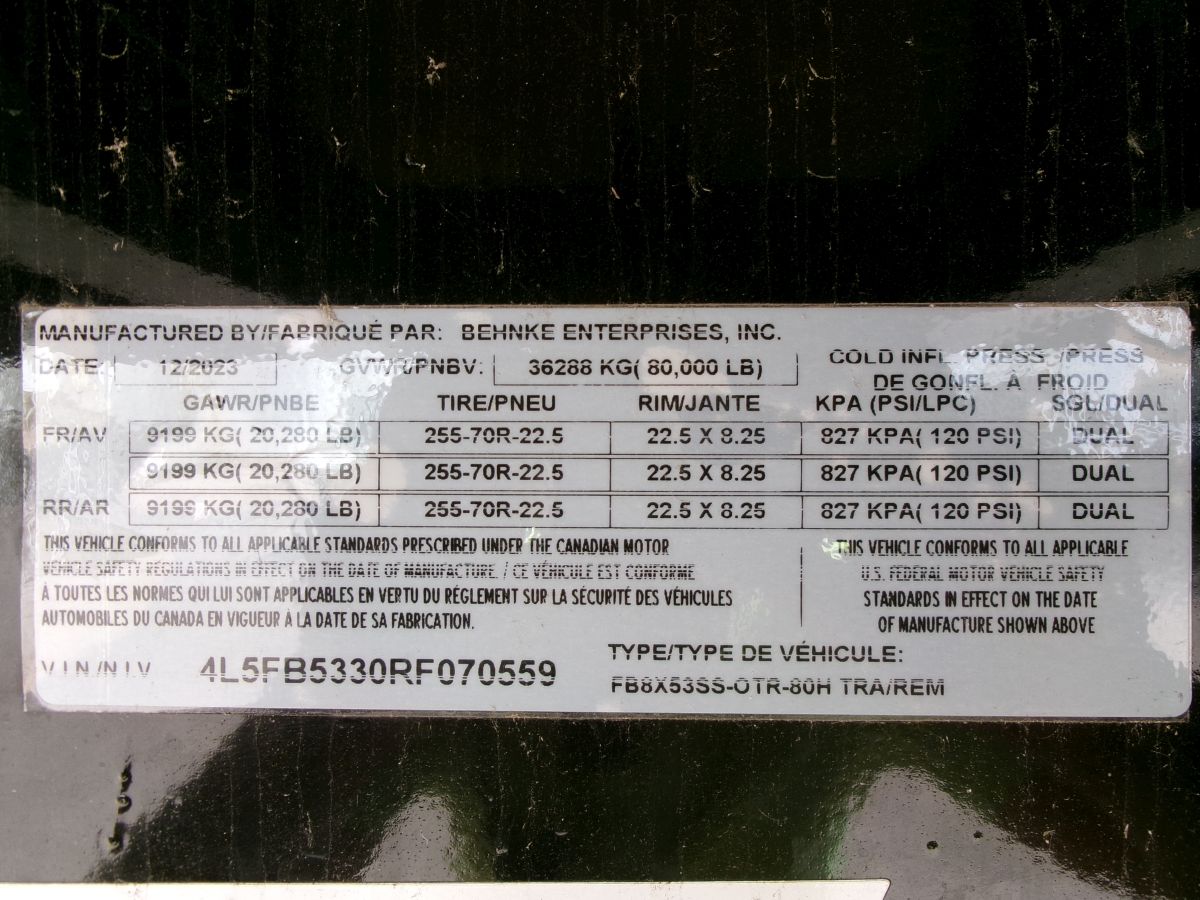 MANUFACTURED BY/FABRIQUÉ PAR: BEHNKE ENTERPRISES, INC.
DATE: 12/2023 GVWR/PNBV: 36288 KG( 80,000 LB) COLD INFL. PRESS ./PRESS
DE GONFL. À FROID
GAWR/PNBE TIRE/PNEU RIM/JANTE KPA (PSI/LPC) SGL/DUAL
FR/AV 9199 KG( 20,280 LB) 255-70R-22.5 22.5 X 8.25 827 KPA( 120 PSI) DUAL
9199 KG( 20,280 LB) 255-70R-22.5 22.5 X 8.25 827 KPA( 120 PSI) DUAL
RR/AR 9199 KG( 20,280 LB) 255-70R-22.5 22.5 X 8.25 827 KPA( 120 PSI) DUAL
THIS VEHICLE CONFORMS TO ALL APPLICABLE STANDARDS PRESCRIBED UNDER THE CANADIAN MOTOR
VEHICLE SAFETY REGULATIONS IN EFFECT ON THE DATE OF MANUFACTURE. / CE VÉHICULE EST CONFORME
À TOUTES LES NORMES QUI LUI SONT APPLICABLES EN VERTU DU RÉGLEMENT SUR LA SÉCURITÉ DES VÉHICULES
AUTOMOBILES DU CANADA EN VIGUEUR À LA DATE DE SA FABRICATION.
THIS VEHICLE CONFORMS TO ALL APPLICABLE
U.S. FEDERAL MOTOR VEHICLE SAFETY
STANDARDS IN EFFECT ON THE DATE
OF MANUFACTURE SHOWN ABOVE
V.I.N./N.I.V. 4L5FB5330RF070559
TYPE/TYPE DE VÉHICULE:
FB8X53SS-OTR-80H TRA/REM